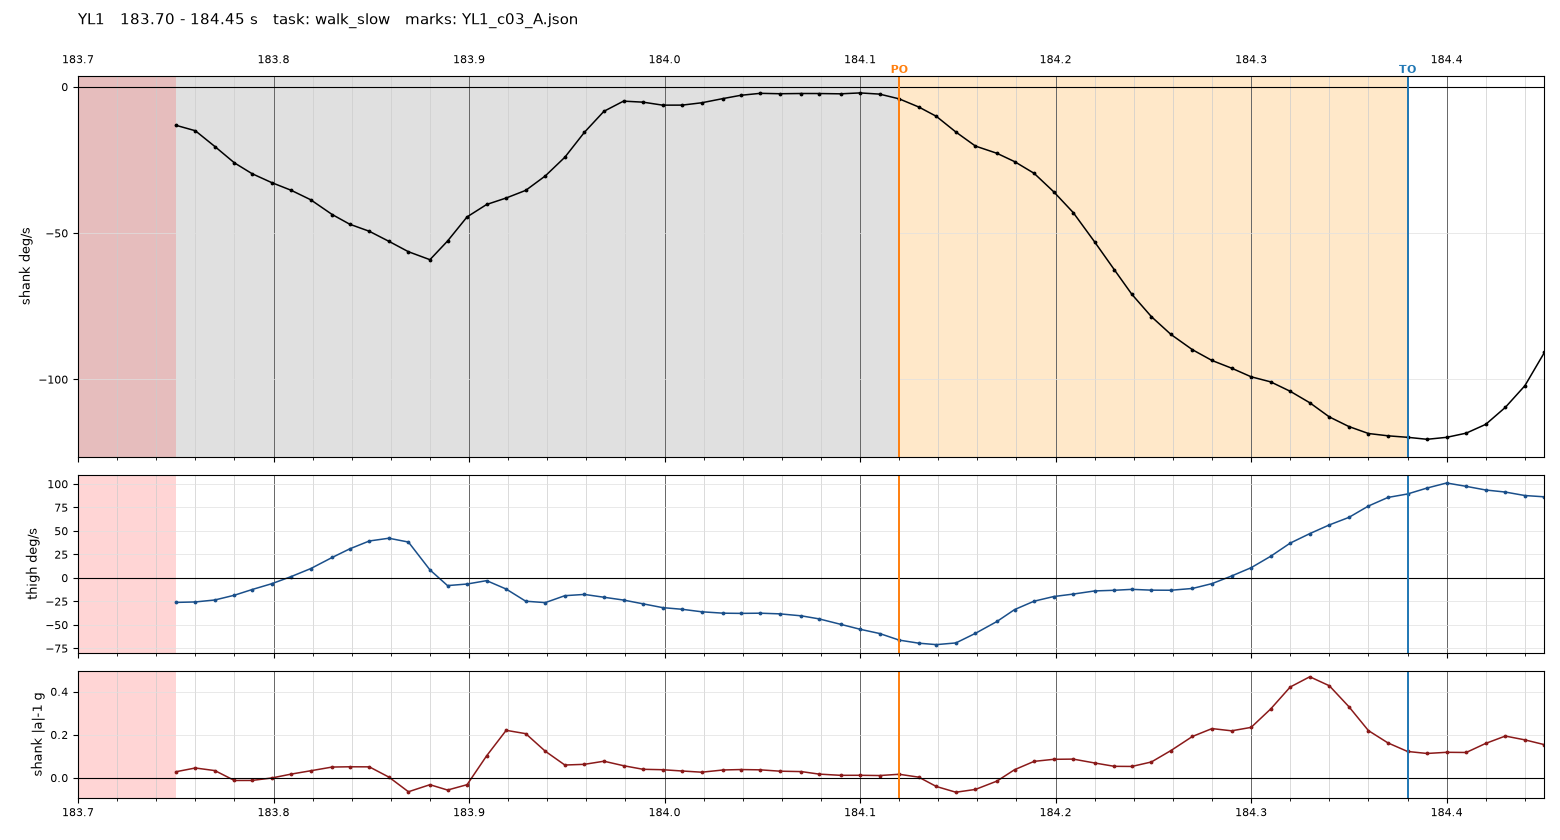 YL1   183.70 - 184.45 s   task: walk_slow   marks: YL1_c03_A.json
183.7 183.8 183.9 184.0 184.1 184.2 184.3 184.4
PO TO
shank deg/s
0
−50
−100
thigh deg/s
100
75
50
25
0
−25
−50
−75
shank |a|-1 g
0.4
0.2
0.0
183.7 183.8 183.9 184.0 184.1 184.2 184.3 184.4